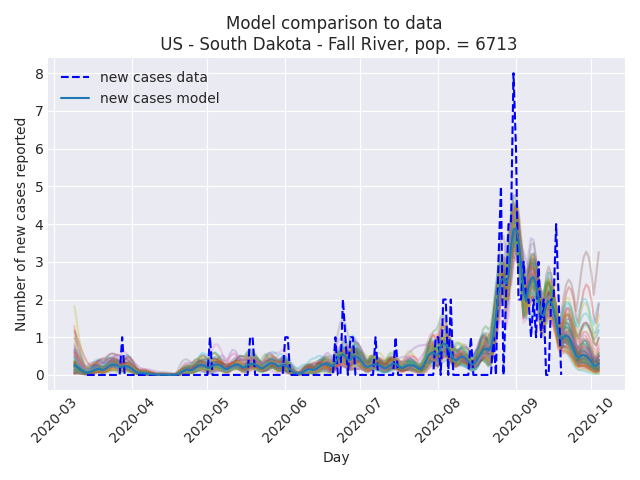 Model comparison to data
US - South Dakota - Fall River, pop. = 6713
new cases data
new cases model
Number of new cases reported
8
7
6
5
4
3
2
1
0
2020-03
2020-04
2020-05
2020-06
2020-07
2020-08
2020-09
2020-10
Day